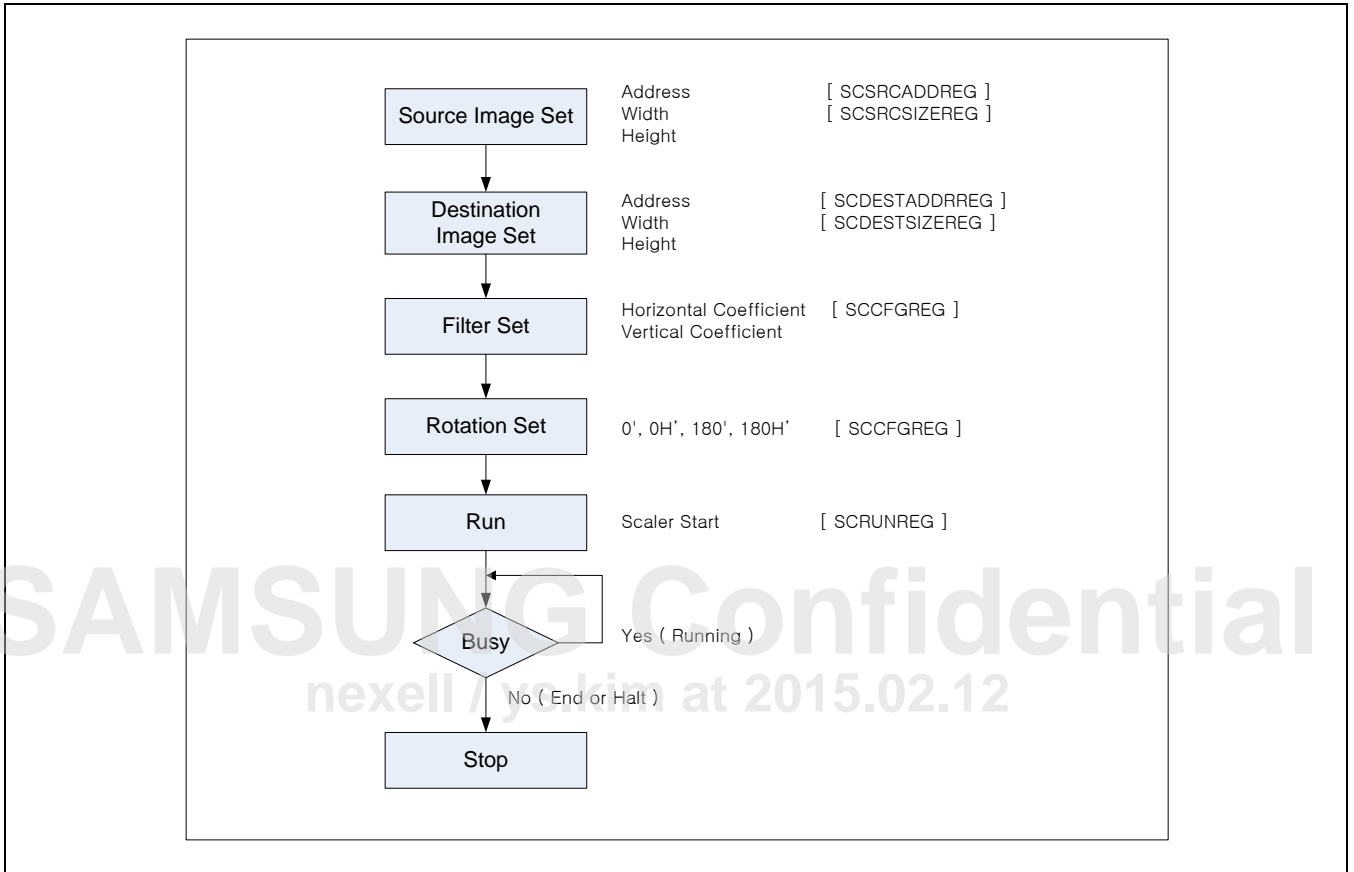 Source Image Set
Address [ SCSRCADDREG ]
Width [ SCSRCSIZEREG ]
Height
Destination
Image Set
Address [ SCDESTADDRREG ]
Width [ SCDESTSIZEREG ]
Height
Filter Set
Horizontal Coefficient [ SCCFGREG ]
Vertical Coefficient
Rotation Set
0', 0H’, 180', 180H’ [ SCCFGREG ]
Run
Scaler Start [ SCRUNREG ]
SAMSUNG Confidential
Busy
Yes ( Running )
nexell / ys.kim at 2015.02.12
No ( End or Halt )
Stop